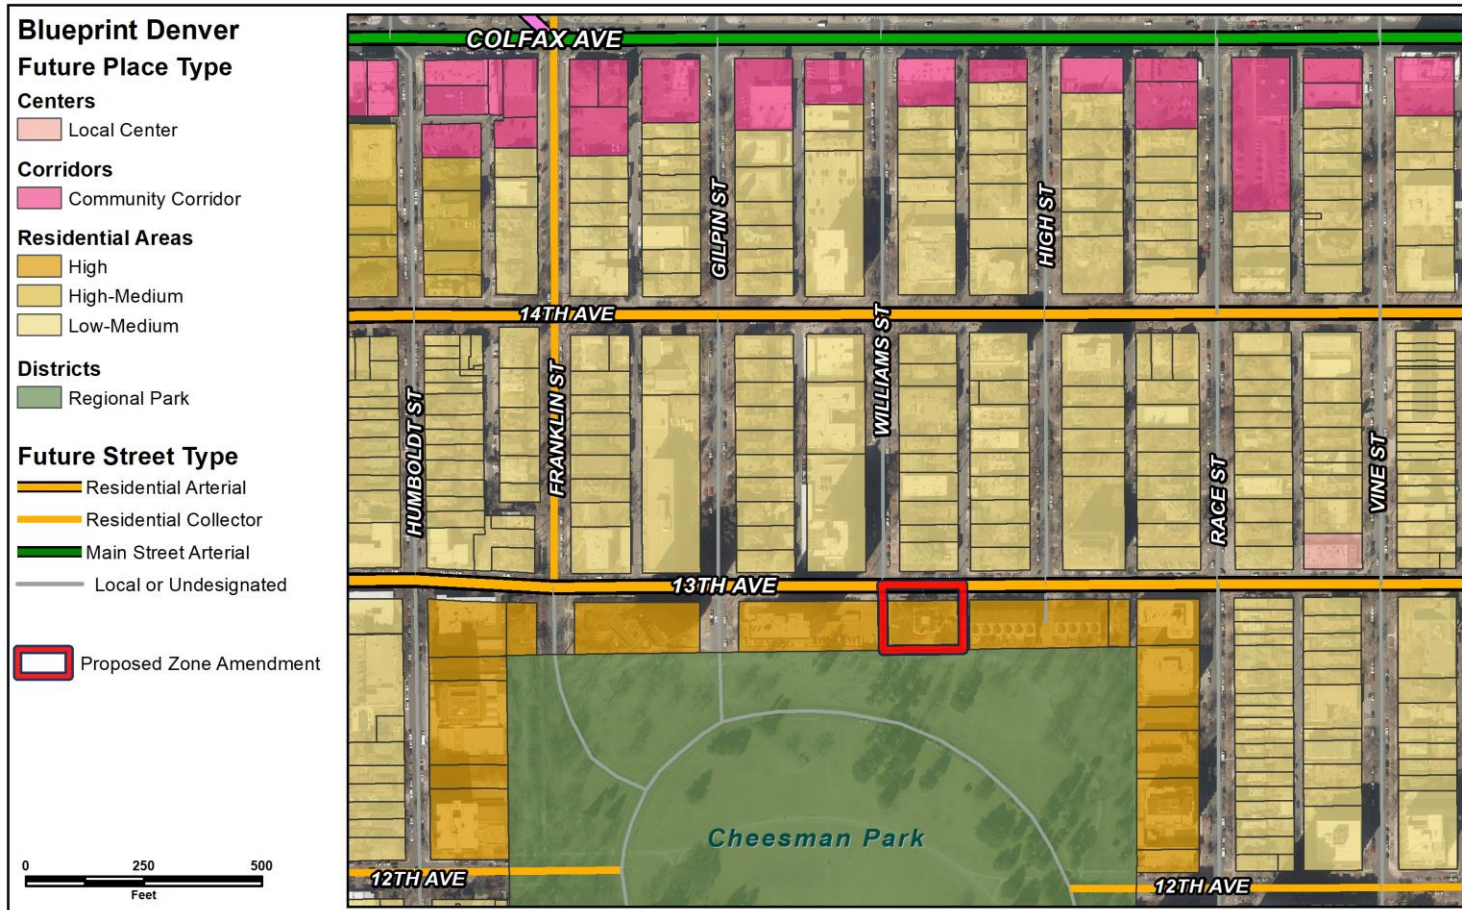 Blueprint Denver
Future Place Type
Centers
Local Center
Corridors
Community Corridor
Residential Areas
High
High-Medium
Low-Medium
Districts
Regional Park
Future Street Type
Residential Arterial
Residential Collector
Main Street Arterial
Local or Undesignated
Proposed Zone Amendment
0 250 500
Feet
COLFAX AVE
GILPIN ST
HIGH ST
14TH AVE
WILLIAMS ST
HUMBOLDT ST
FRANKLIN ST
RACE ST
VINE ST
13TH AVE
Cheesman Park
12TH AVE
12TH AVE